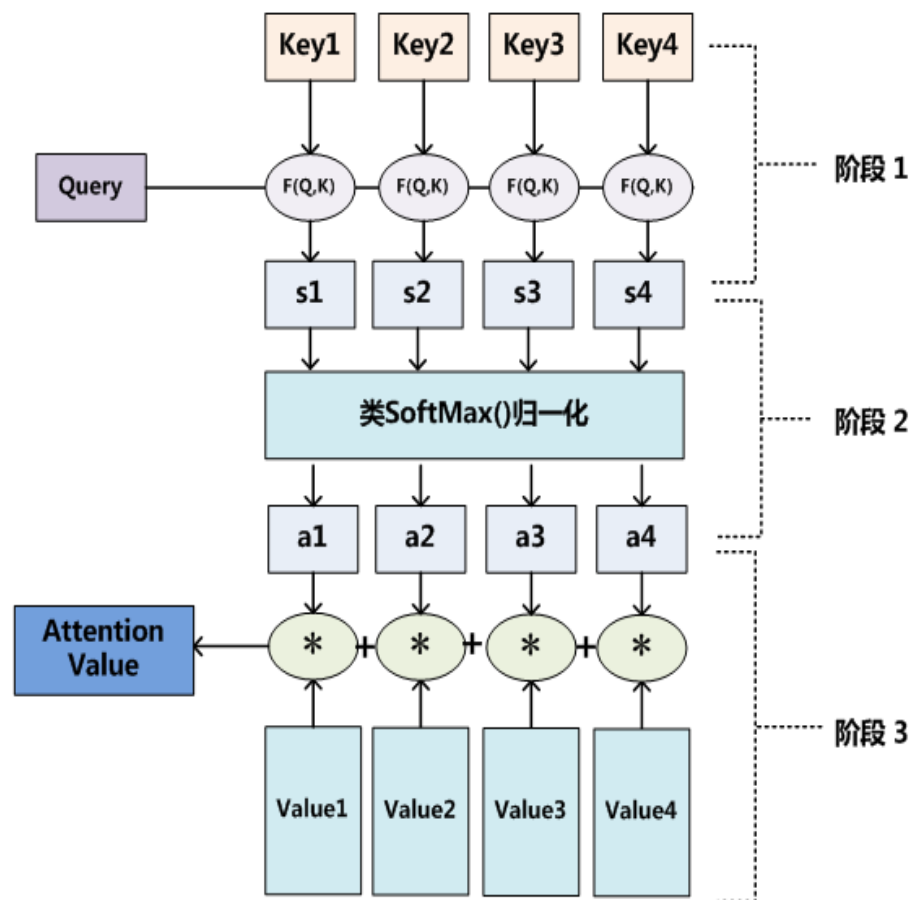 Key1 Key2 Key3 Key4
阶段 1
Query F(Q,K) F(Q,K) F(Q,K) F(Q,K)
s1 s2 s3 s4
类SoftMax()归一化
阶段 2
a1 a2 a3 a4
Attention
Value
* + * + * + *
阶段 3
Value1 Value2 Value3 Value4